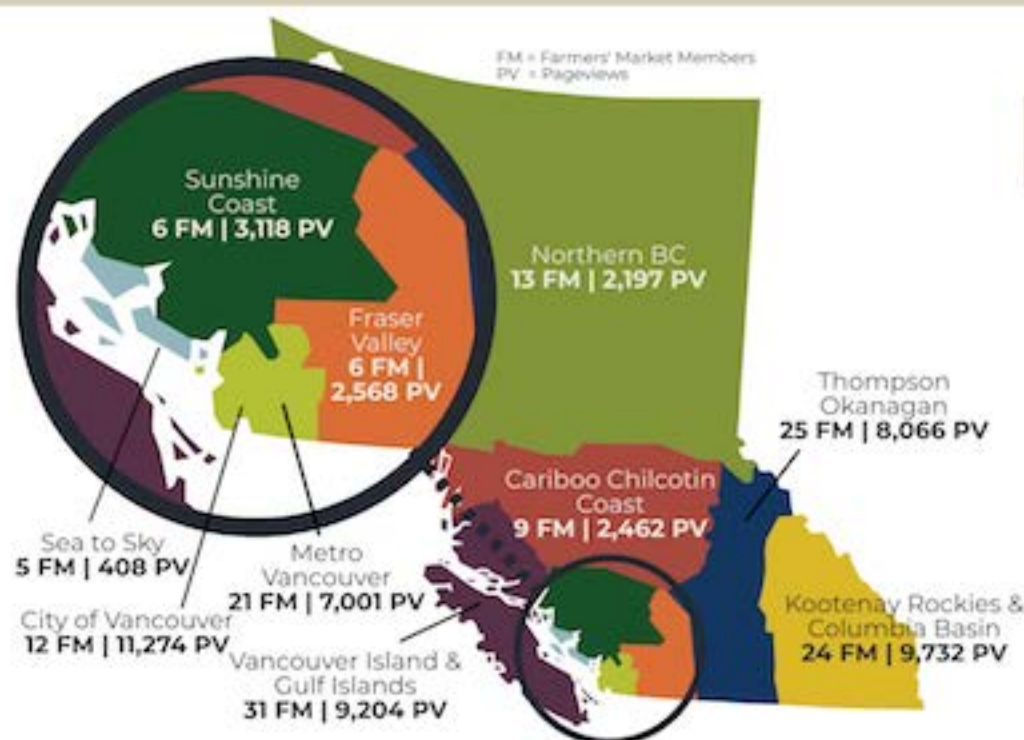 FM = Farmers' Market Members
PV = Pageviews
Sunshine
Coast
6 FM | 3,118 PV
Northern BC
13 FM | 2,197 PV
Fraser
Valley
6 FM |
2,568 PV
Thompson
Okanagan
25 FM | 8,066 PV
Cariboo Chilcotin
Coast
9 FM | 2,462 PV
Sea to Sky
5 FM | 408 PV
Metro
Vancouver
21 FM | 7,001 PV
City of Vancouver
12 FM | 11,274 PV
Vancouver Island &
Gulf Islands
31 FM | 9,204 PV
Kootenay Rockies &
Columbia Basin
24 FM | 9,732 PV